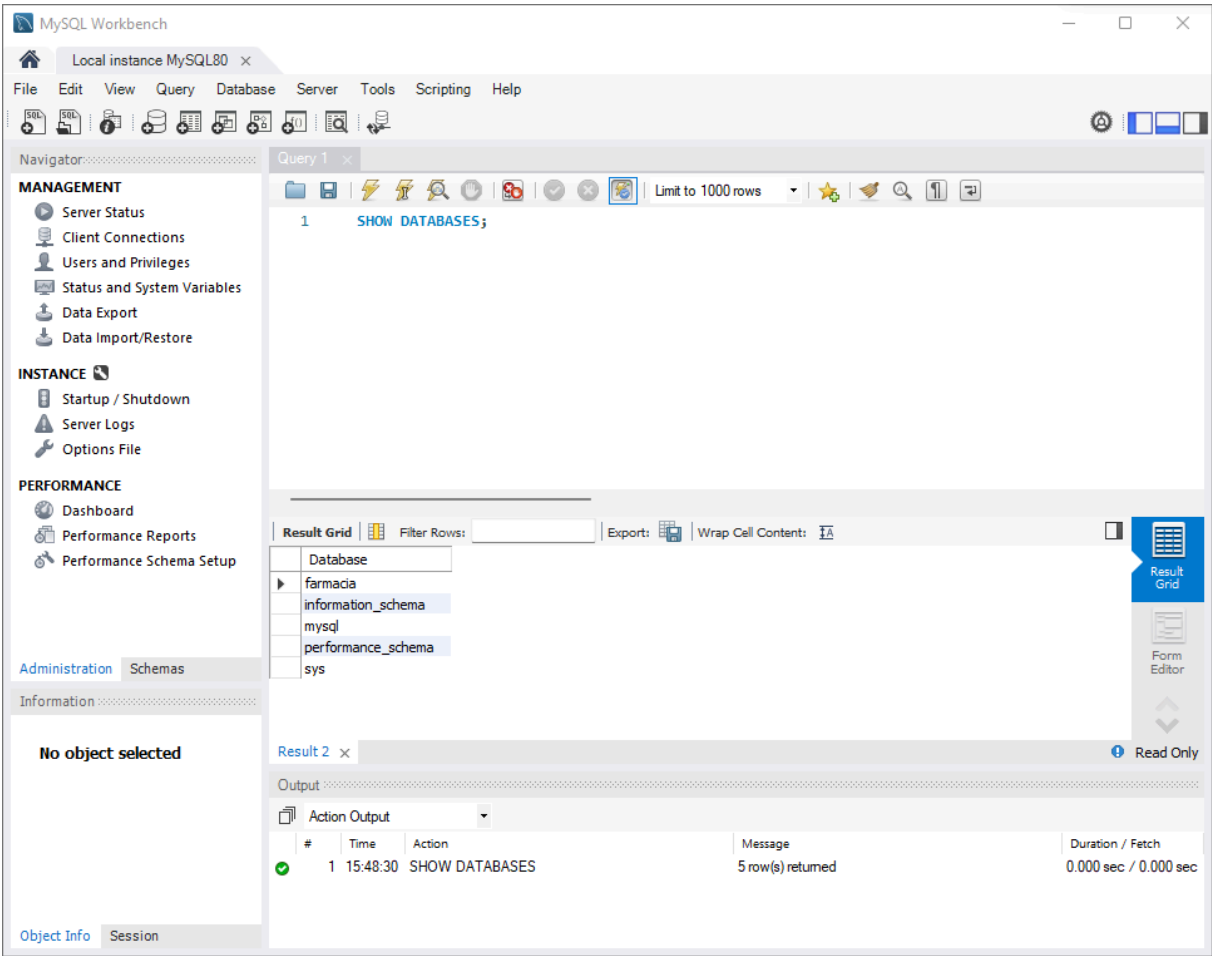 MySQL Workbench
Local instance MySQL80
File Edit View Query Database Server Tools Scripting Help
SQL SQL
Navigator
MANAGEMENT
Server Status
Client Connections
Users and Privileges
Status and System Variables
Data Export
Data Import/Restore
INSTANCE
Startup / Shutdown
Server Logs
Options File
PERFORMANCE
Dashboard
Performance Reports
Performance Schema Setup
Administration Schemas
Information
No object selected
Object Info Session
Query 1
Limit to 1000 rows
1 SHOW DATABASES;
Result Grid Filter Rows: Export: Wrap Cell Content:
Database
farmacia
information_schema
mysql
performance_schema
sys
Result Grid
Form Editor
Result 2 Read Only
Output
Action Output
# Time Action Message Duration / Fetch
1 15:48:30 SHOW DATABASES 5 row(s) returned 0.000 sec / 0.000 sec